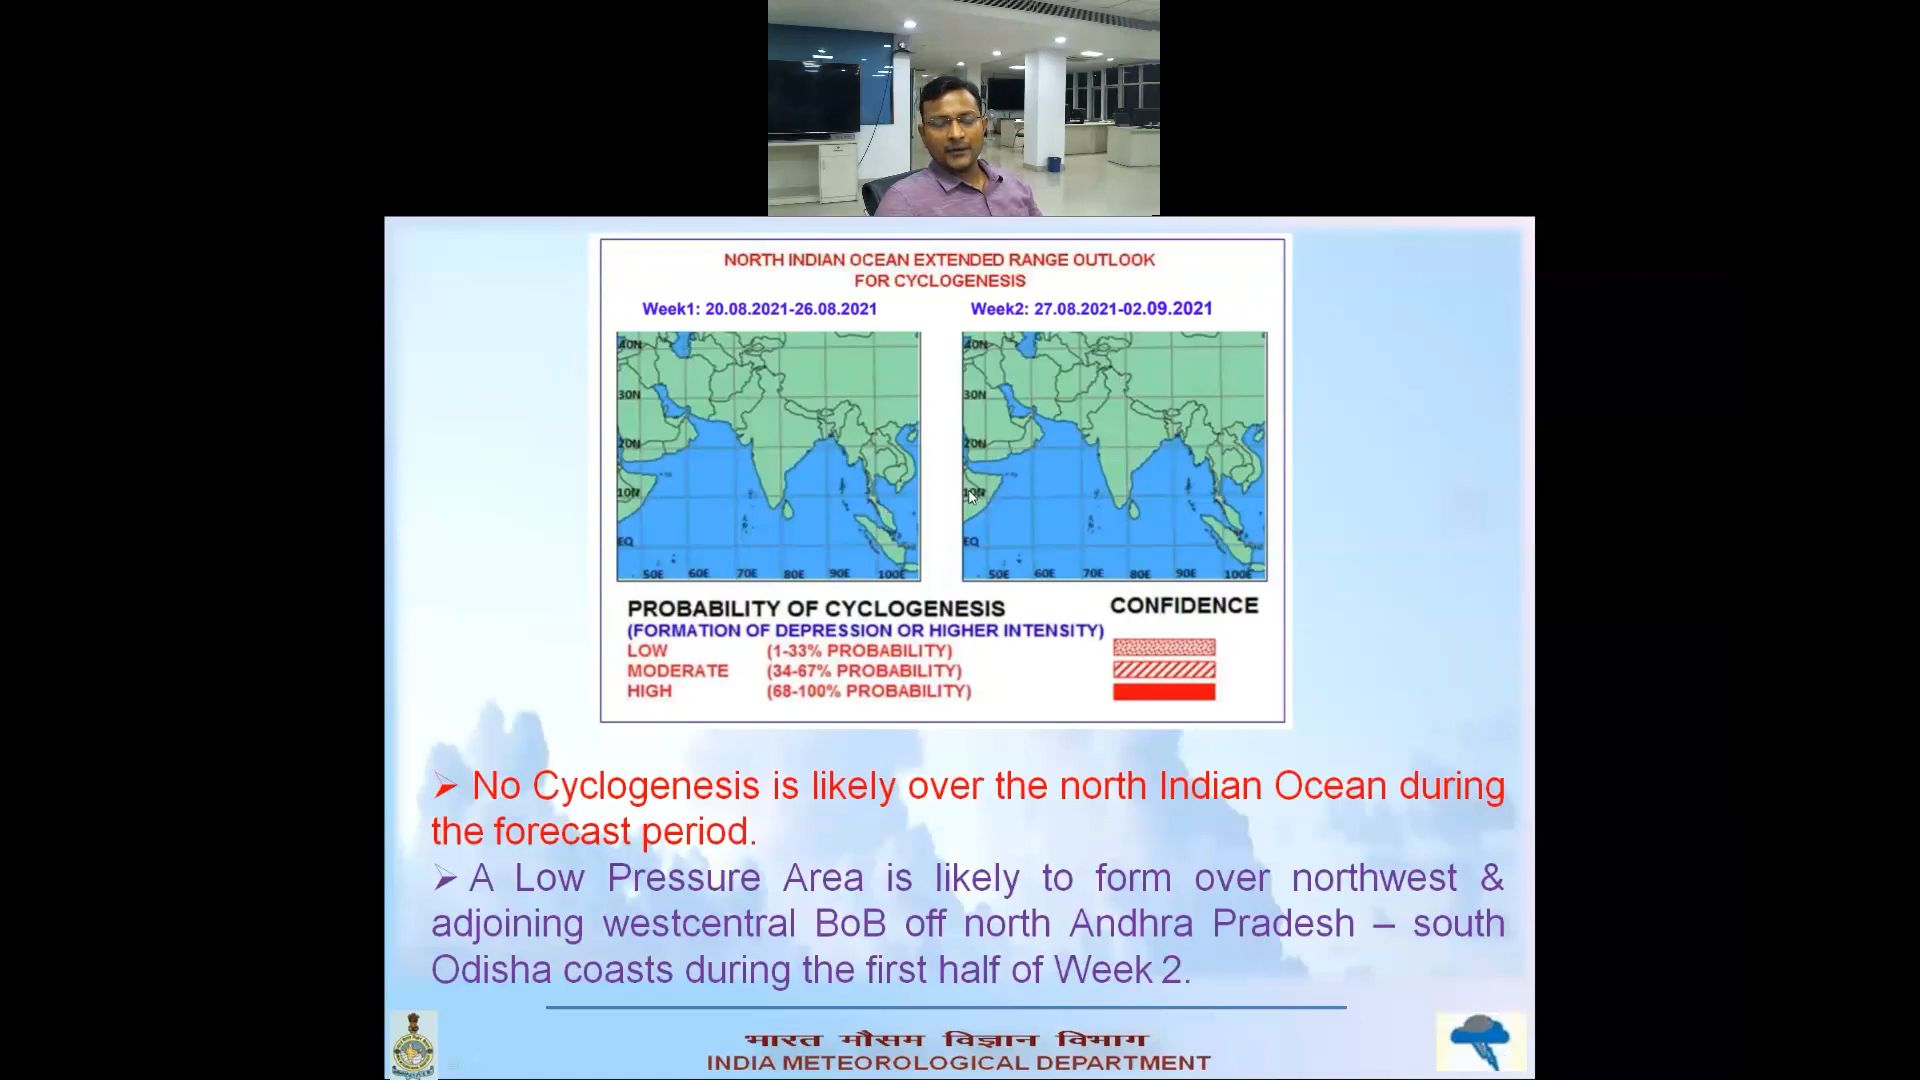 NORTH INDIAN OCEAN EXTENDED RANGE OUTLOOK
FOR CYCLOGENESIS
Week1: 20.08.2021-26.08.2021
Week2: 27.08.2021-02.09.2021
40N
30N
20N
10N
EQ
50E 60E 70E 80E 90E 100E
40N
30N
20N
10N
EQ
50E 60E 70E 80E 90E 100E
PROBABILITY OF CYCLOGENESIS CONFIDENCE
(FORMATION OF DEPRESSION OR HIGHER INTENSITY)
LOW (1-33% PROBABILITY)
MODERATE (34-67% PROBABILITY)
HIGH (68-100% PROBABILITY)
No Cyclogenesis is likely over the north Indian Ocean during
the forecast period.
A Low Pressure Area is likely to form over northwest &
adjoining westcentral BoB off north Andhra Pradesh – south
Odisha coasts during the first half of Week 2.
भारत मौसम विज्ञान विभाग
INDIA METEOROLOGICAL DEPARTMENT